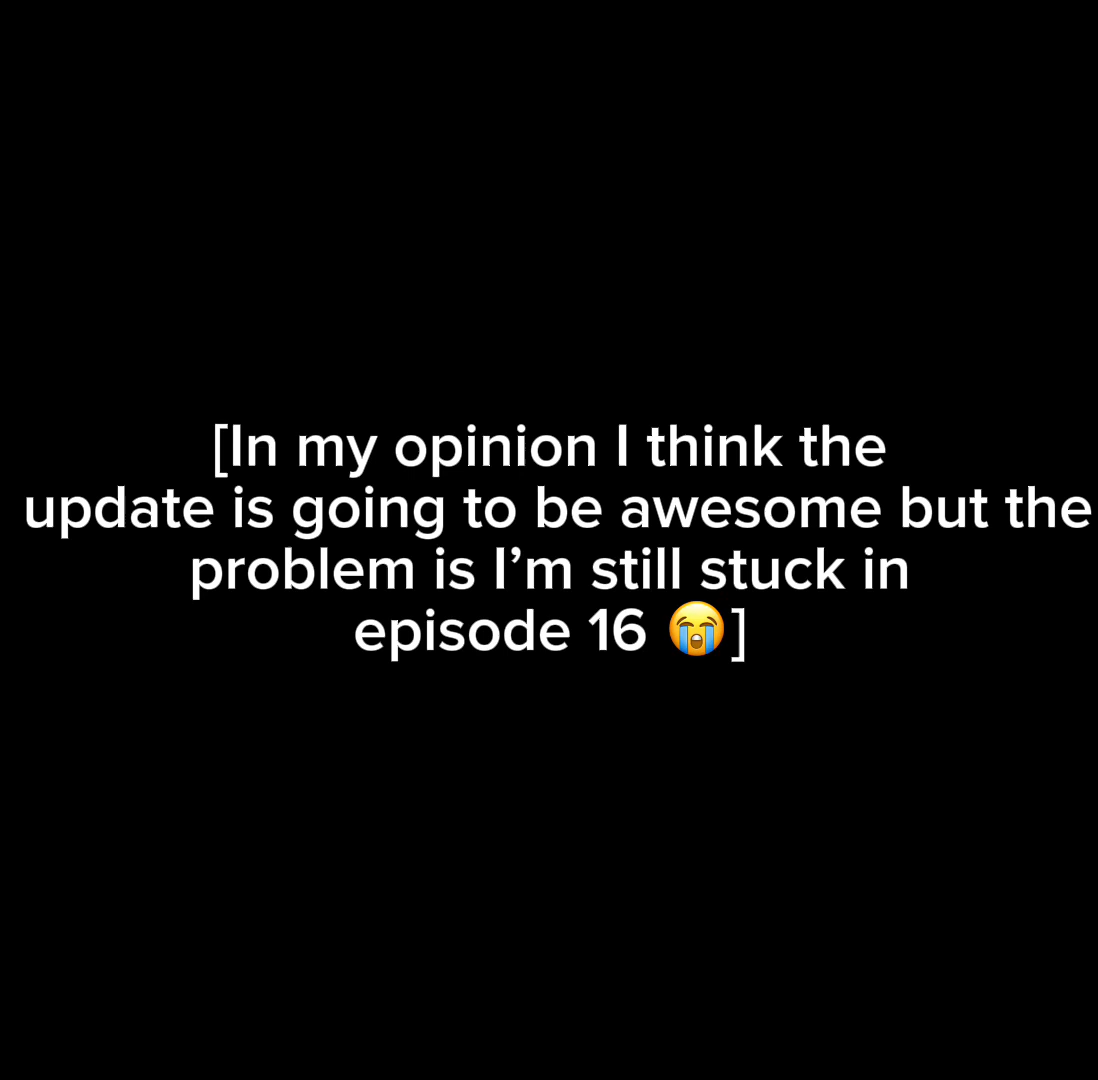 [In my opinion I think the
update is going to be awesome but the
problem is I’m still stuck in
episode 16 😭]